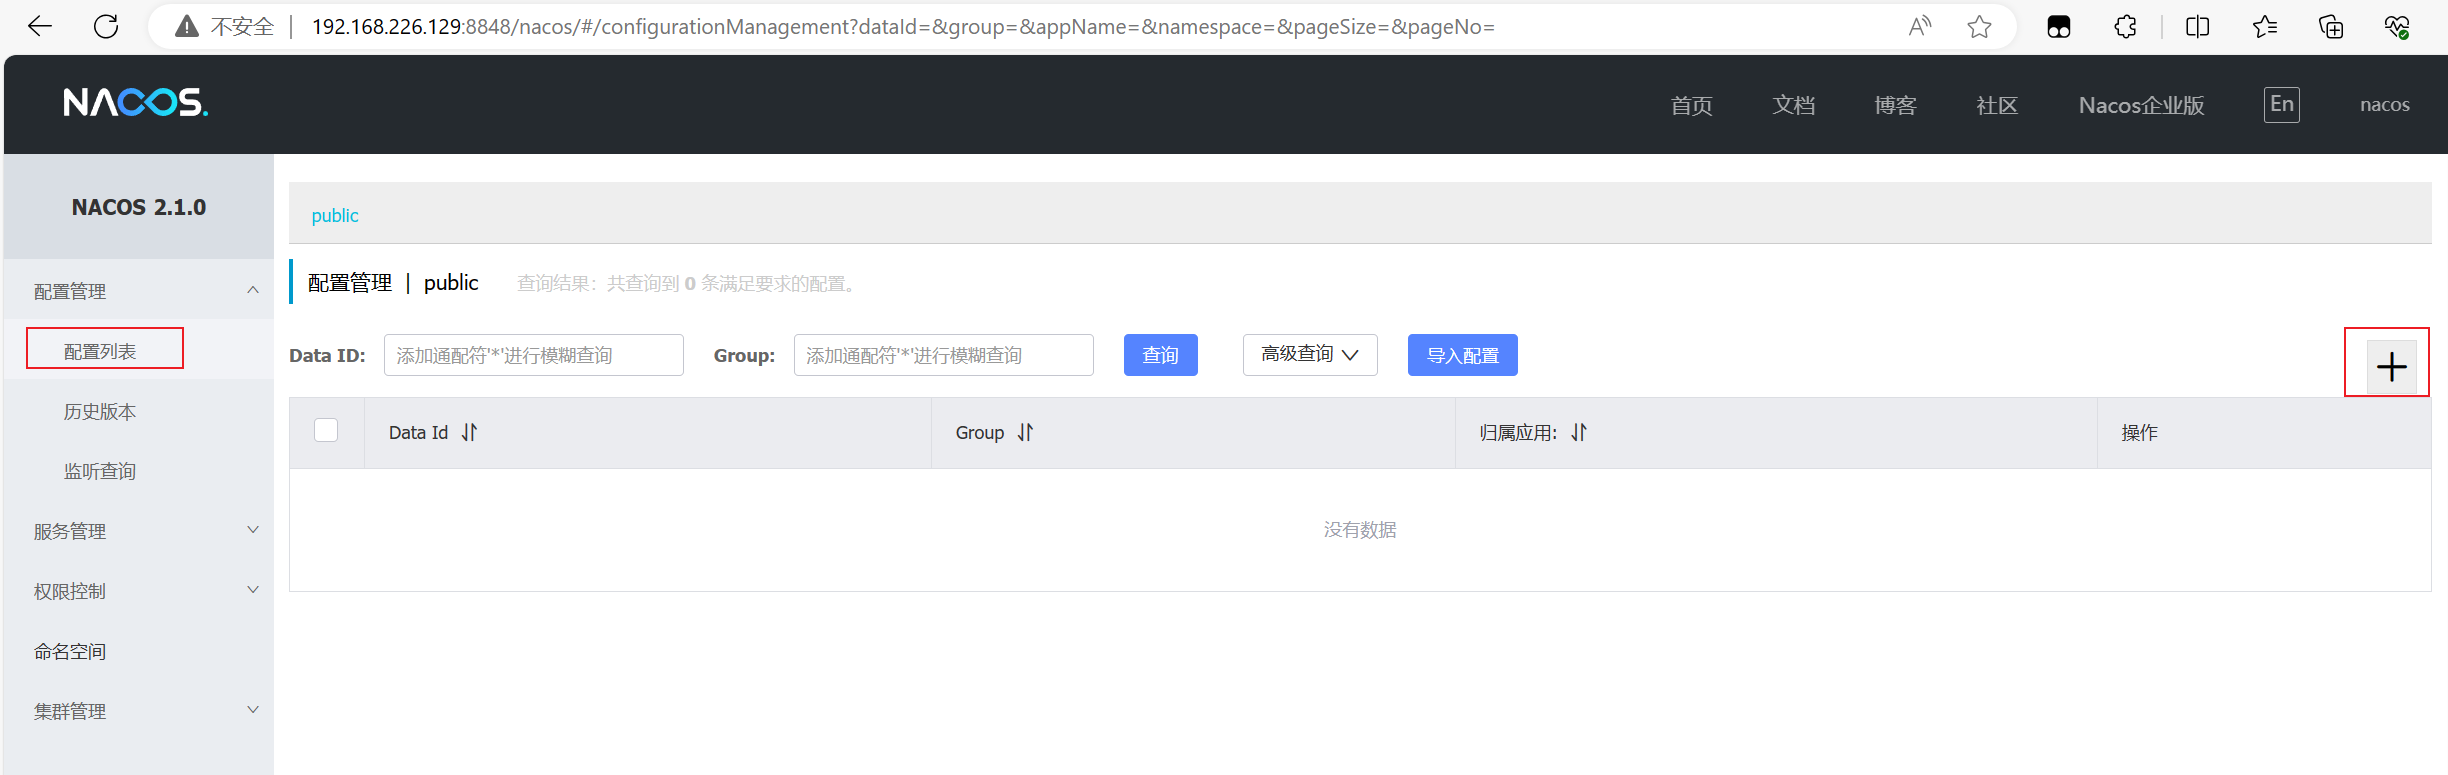 不安全 192.168.226.129:8848/nacos/#/configurationManagement?dataId=&group=&appName=&namespace=&pageSize=&pageNo=
NACOS.
首页 文档 博客 社区 Nacos企业版 En nacos
NACOS 2.1.0
配置管理
配置列表
历史版本
监听查询
服务管理
权限控制
命名空间
集群管理
public
配置管理 | public 查询结果：共查询到 0 条满足要求的配置。
Data ID: 添加通配符'*'进行模糊查询 Group: 添加通配符'*'进行模糊查询 查询 高级查询 导入配置
Data Id Group 归属应用: 操作
没有数据